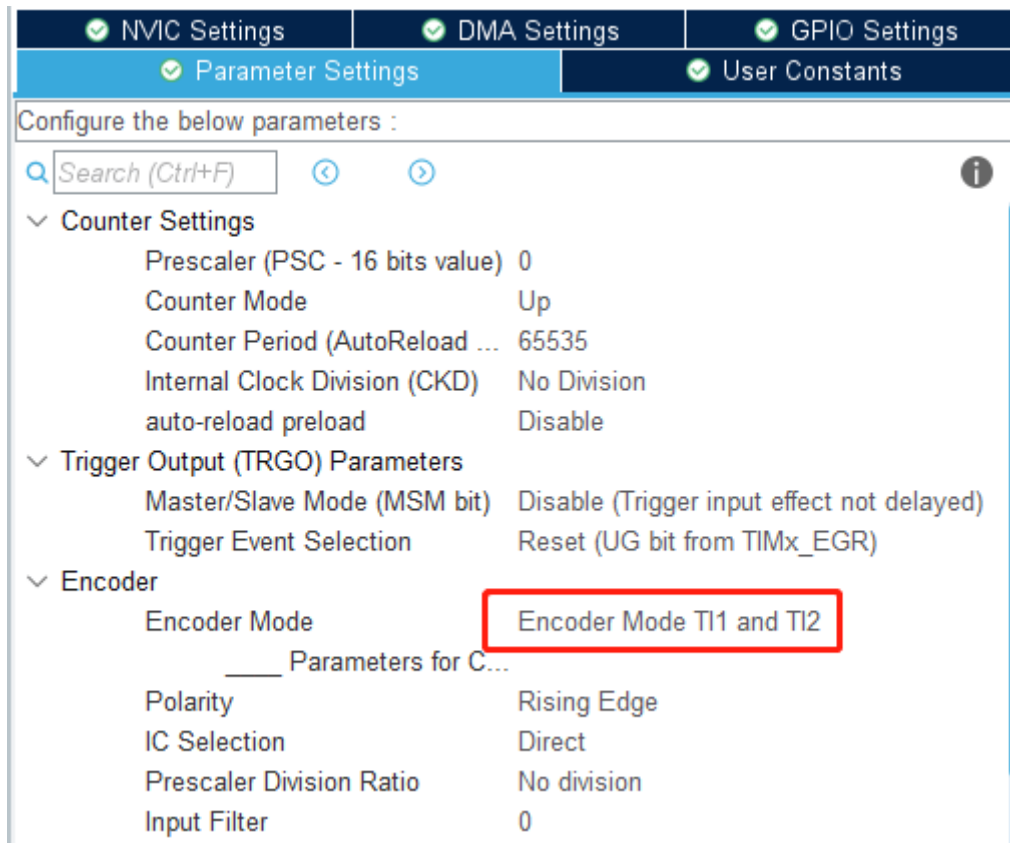 NVIC Settings DMA Settings GPIO Settings
Parameter Settings User Constants
Configure the below parameters :
Search (Ctrl+F)
Counter Settings
Prescaler (PSC - 16 bits value) 0
Counter Mode Up
Counter Period (AutoReload ... 65535
Internal Clock Division (CKD) No Division
auto-reload preload Disable
Trigger Output (TRGO) Parameters
Master/Slave Mode (MSM bit) Disable (Trigger input effect not delayed)
Trigger Event Selection Reset (UG bit from TIMx_EGR)
Encoder
Encoder Mode Encoder Mode TI1 and TI2
____ Parameters for C...
Polarity Rising Edge
IC Selection Direct
Prescaler Division Ratio No division
Input Filter 0